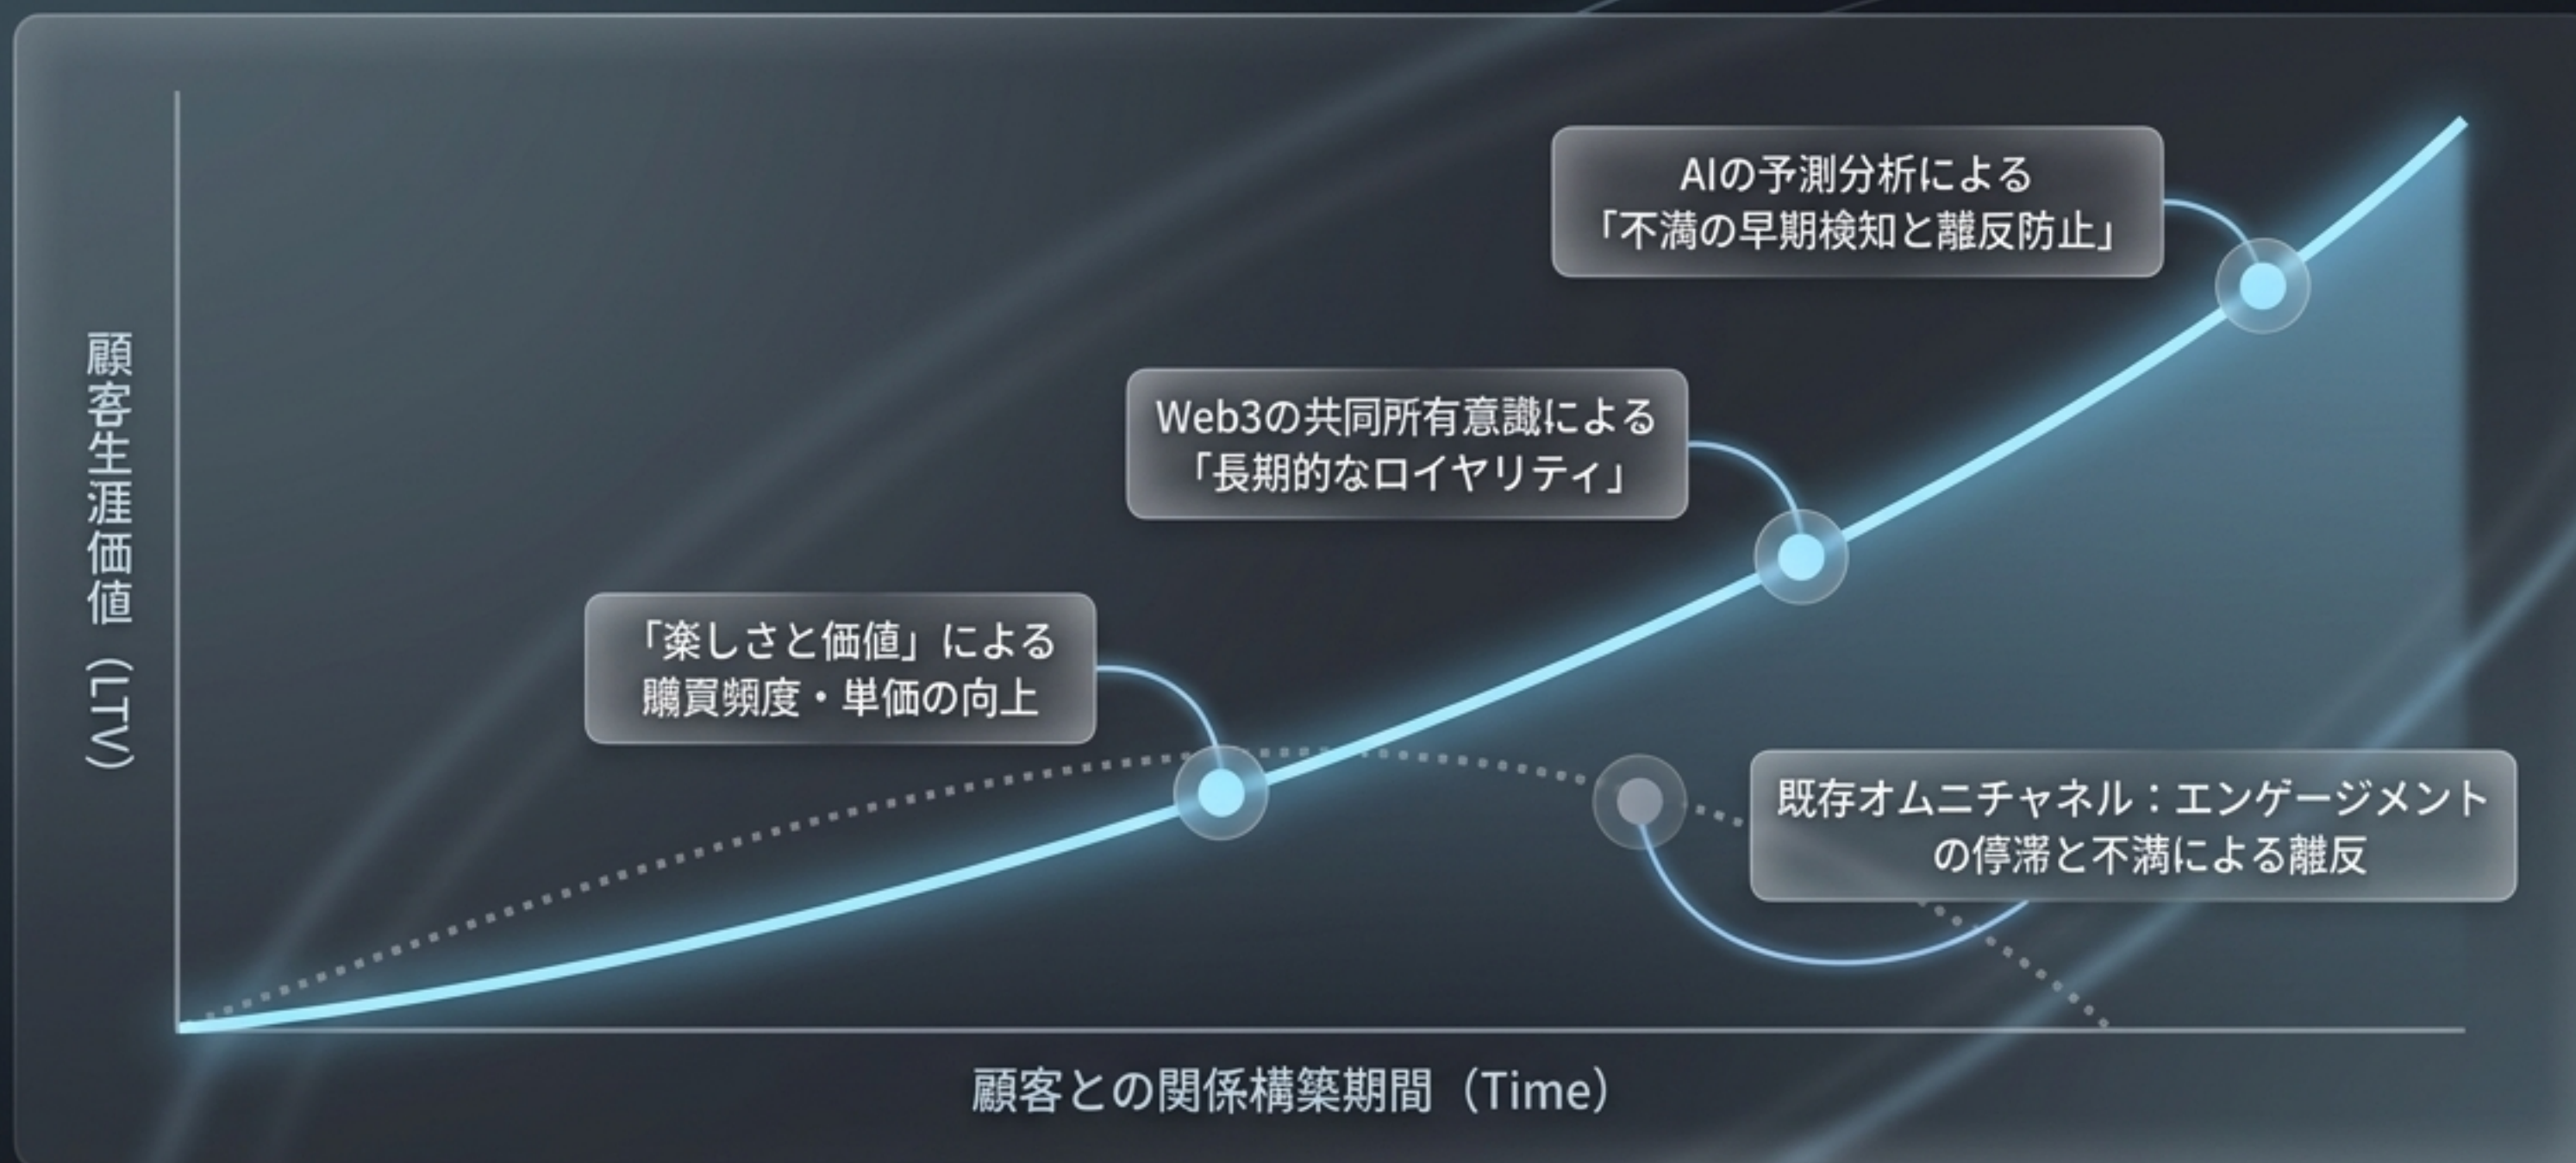 顧客生涯価値（LTV）
AIの予測分析による
「不満の早期検知と離反防止」
Web3の共同所有意識による
「長期的なロイヤリティ」
「楽しさと価値」による
購買頻度・単価の向上
既存オムニチャネル：エンゲージメント
の停滞と不満による離反
顧客との関係構築期間（Time）